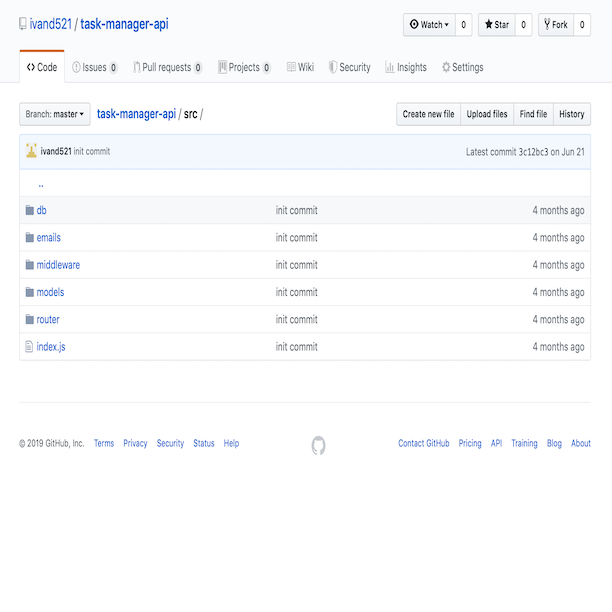 ivand521 / task-manager-api Watch 0 Star 0 Fork 0
Code Issues 0 Pull requests 0 Projects 0 Wiki Security Insights Settings
Branch: master task-manager-api / src / Create new file Upload files Find file History
ivand521 init commit Latest commit 3c12bc3 on Jun 21
..
db init commit 4 months ago
emails init commit 4 months ago
middleware init commit 4 months ago
models init commit 4 months ago
router init commit 4 months ago
index.js init commit 4 months ago
© 2019 GitHub, Inc. Terms Privacy Security Status Help Contact GitHub Pricing API Training Blog About